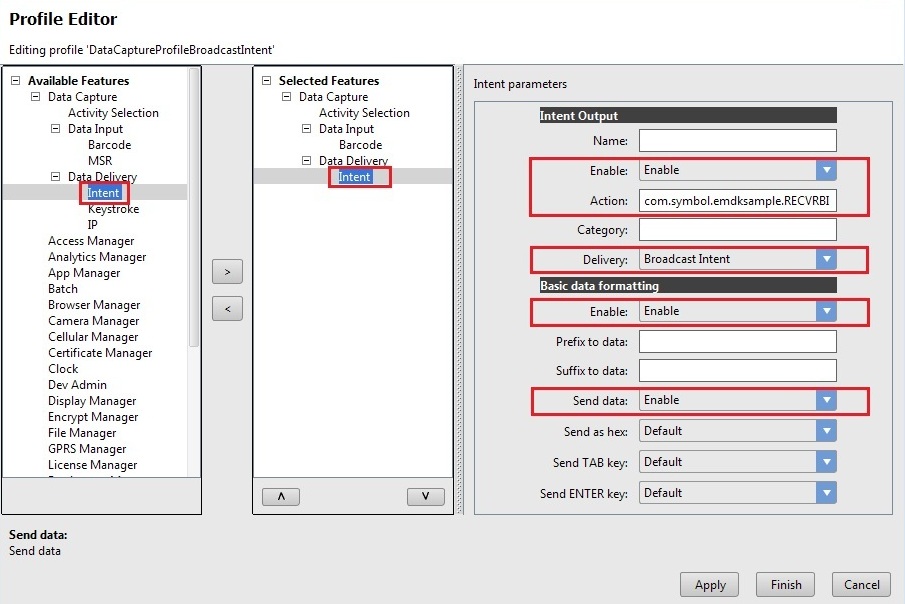 Profile Editor
Editing profile 'DataCaptureProfileBroadcastIntent'
Available Features
Data Capture
Activity Selection
Data Input
Barcode
MSR
Data Delivery
Intent
Keystroke
IP
Access Manager
Analytics Manager
App Manager
Batch
Browser Manager
Camera Manager
Cellular Manager
Certificate Manager
Clock
Dev Admin
Display Manager
Encrypt Manager
File Manager
GPRS Manager
License Manager
>
<
Selected Features
Data Capture
Activity Selection
Data Input
Barcode
Data Delivery
Intent
Intent parameters
Intent Output
Name:
Enable: Enable
Action: com.symbol.emdksample.RECVRBI
Category:
Delivery: Broadcast Intent
Basic data formatting
Enable: Enable
Prefix to data:
Suffix to data:
Send data: Enable
Send as hex: Default
Send TAB key: Default
Send ENTER key: Default
Send data:
Send data
Apply Finish Cancel